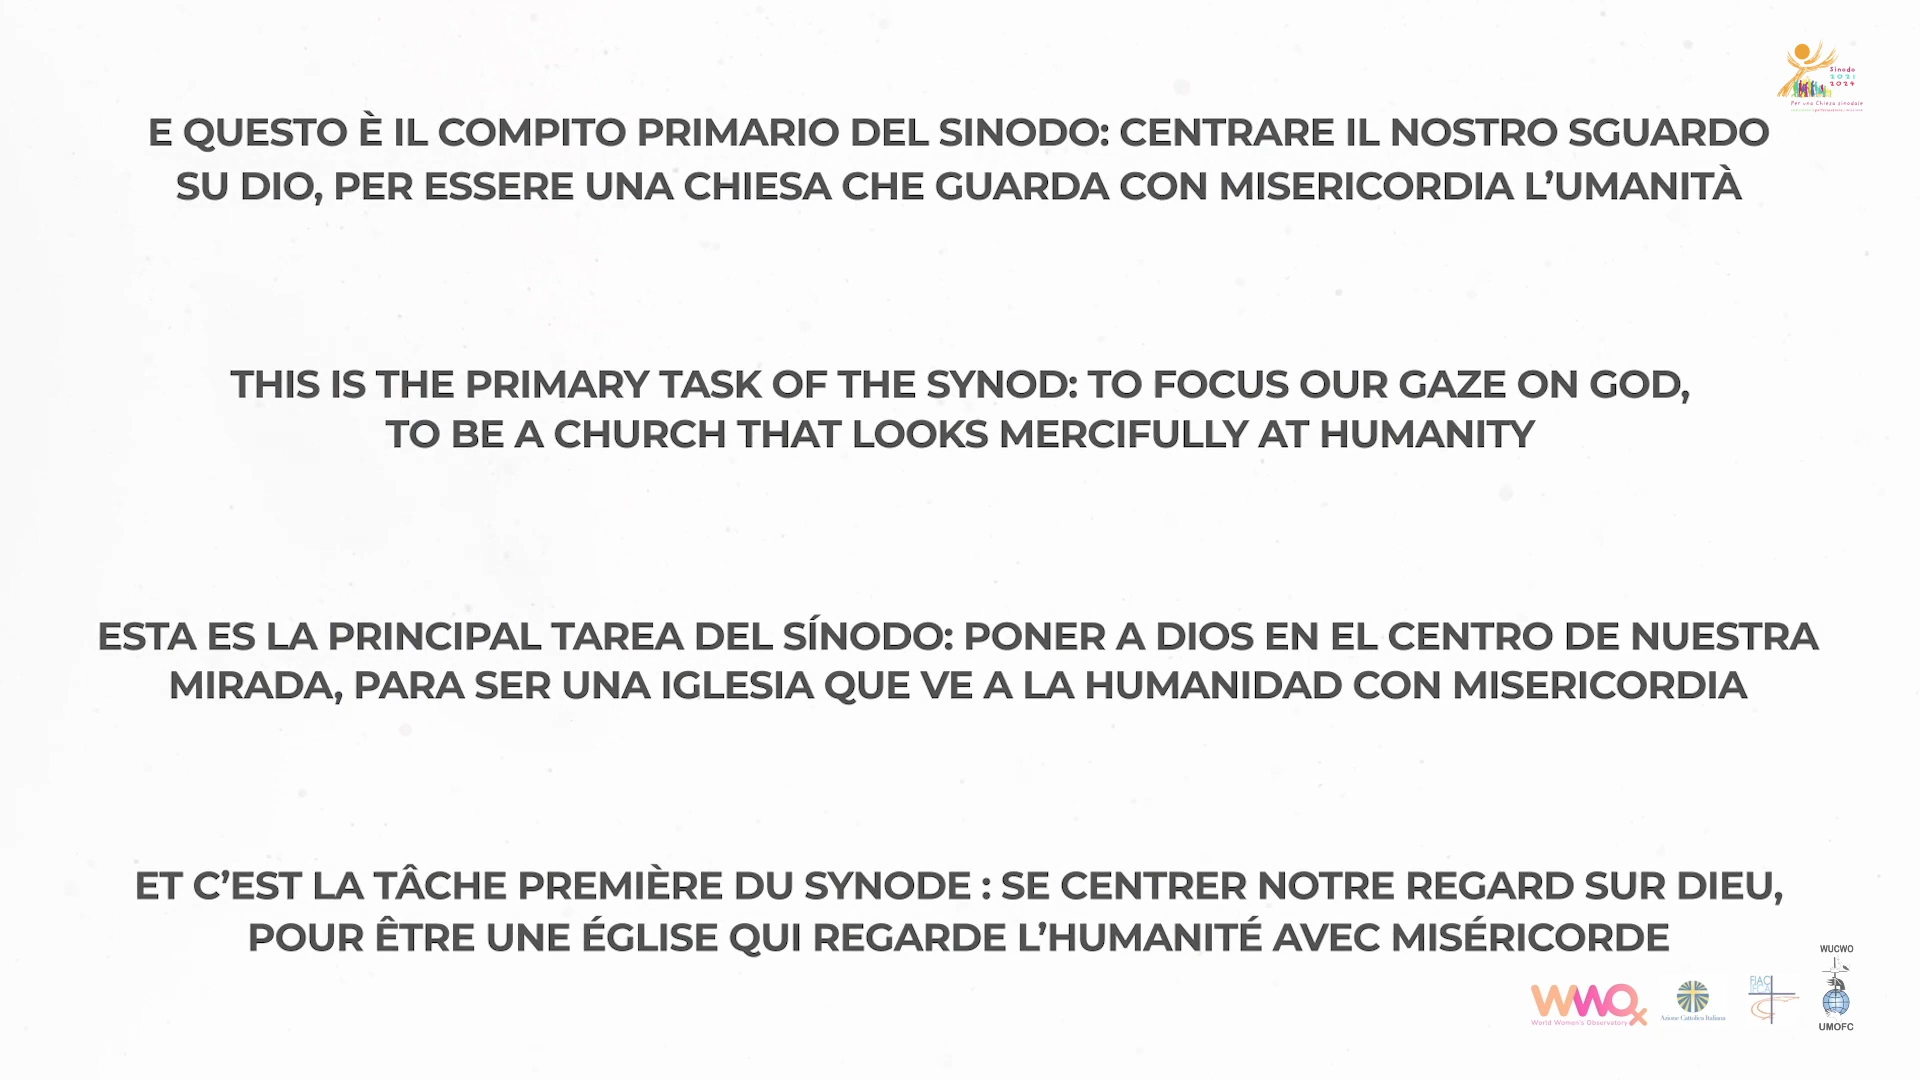 Sinodo
2021
2024
Per una Chiesa sinodale
E QUESTO È IL COMPITO PRIMARIO DEL SINODO: CENTRARE IL NOSTRO SGUARDO
SU DIO, PER ESSERE UNA CHIESA CHE GUARDA CON MISERICORDIA L’UMANITÀ
THIS IS THE PRIMARY TASK OF THE SYNOD: TO FOCUS OUR GAZE ON GOD,
TO BE A CHURCH THAT LOOKS MERCIFULLY AT HUMANITY
ESTA ES LA PRINCIPAL TAREA DEL SÍNODO: PONER A DIOS EN EL CENTRO DE NUESTRA
MIRADA, PARA SER UNA IGLESIA QUE VE A LA HUMANIDAD CON MISERICORDIA
ET C’EST LA TÂCHE PREMIÈRE DU SYNODE : SE CENTRER NOTRE REGARD SUR DIEU,
POUR ÊTRE UNE ÉGLISE QUI REGARDE L’HUMANITÉ AVEC MISÉRICORDE
WWO
World Women's Observatory
Azione Cattolica Italiana
FIAC
IFCA
WUCWO
UMOFC